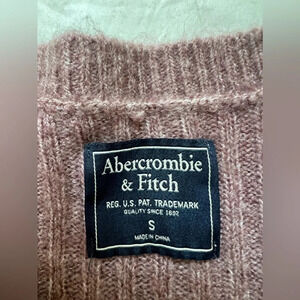 Abercrombie
& Fitch
REG. U.S. PAT. TRADEMARK
QUALITY SINCE 1892
S
MADE IN CHINA